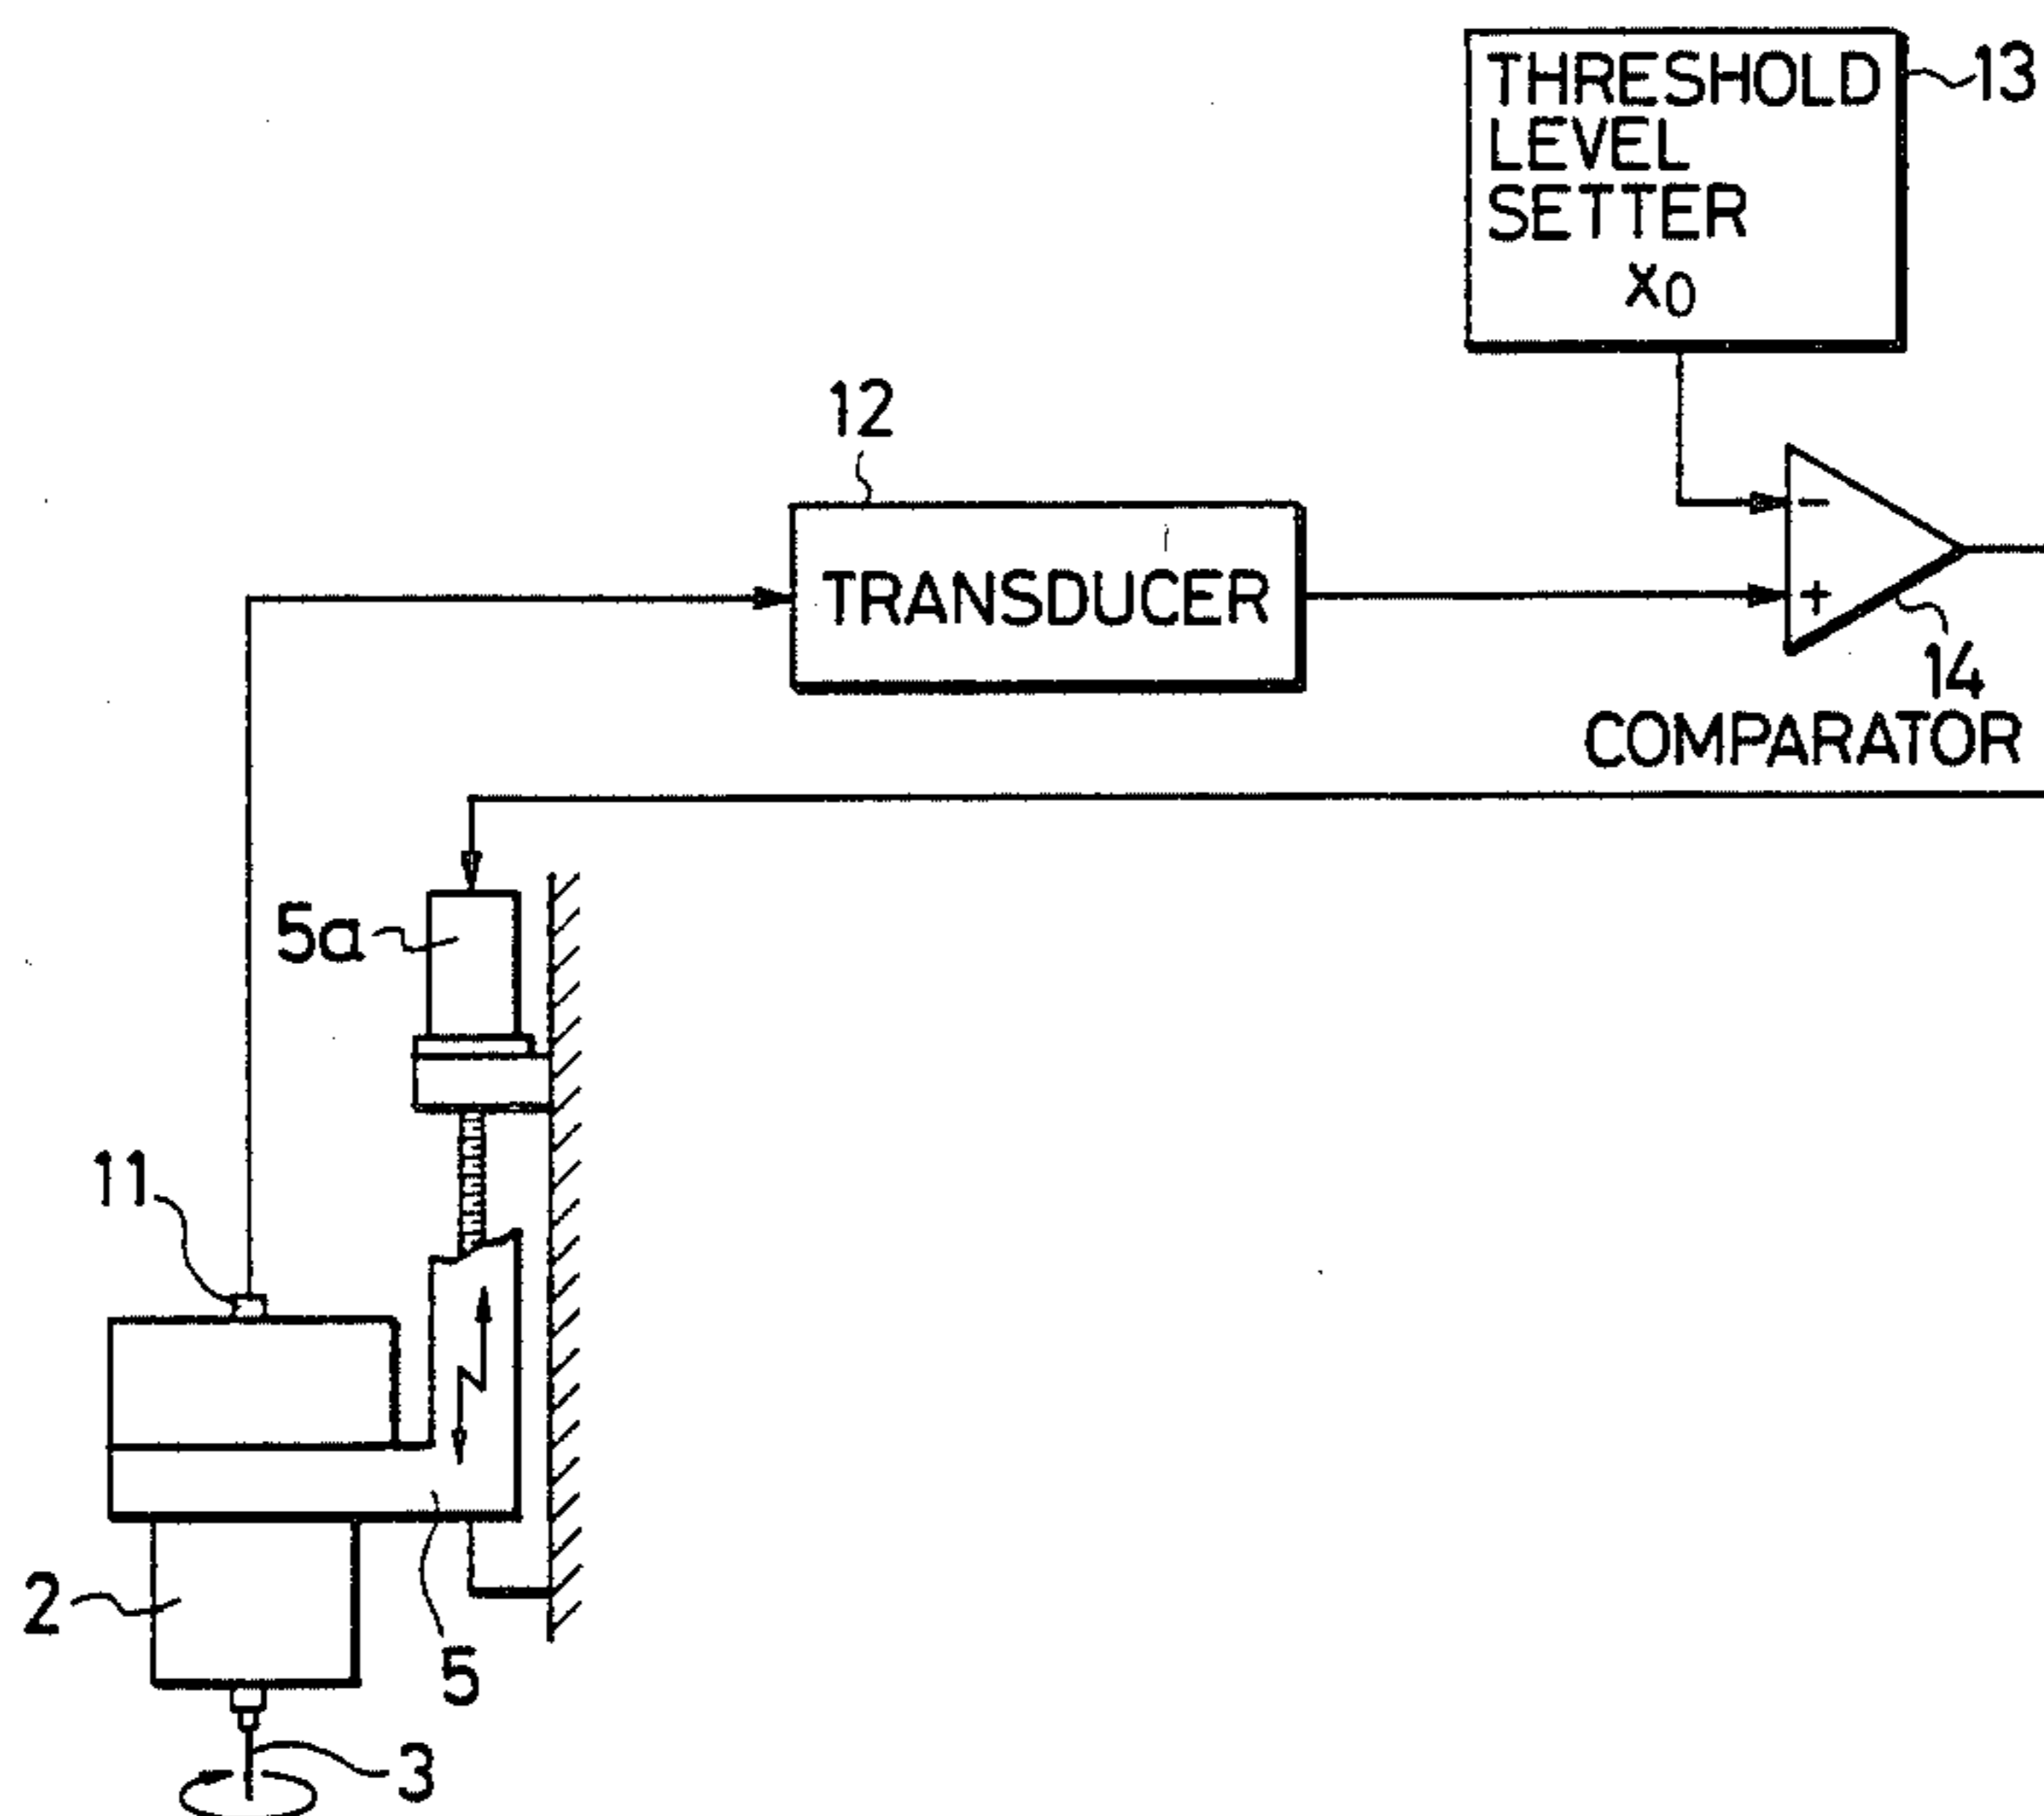 THRESHOLD
LEVEL
SETTER
X0
13
12
TRANSDUCER
−
+
14
COMPARATOR
5a
11
2
5
3